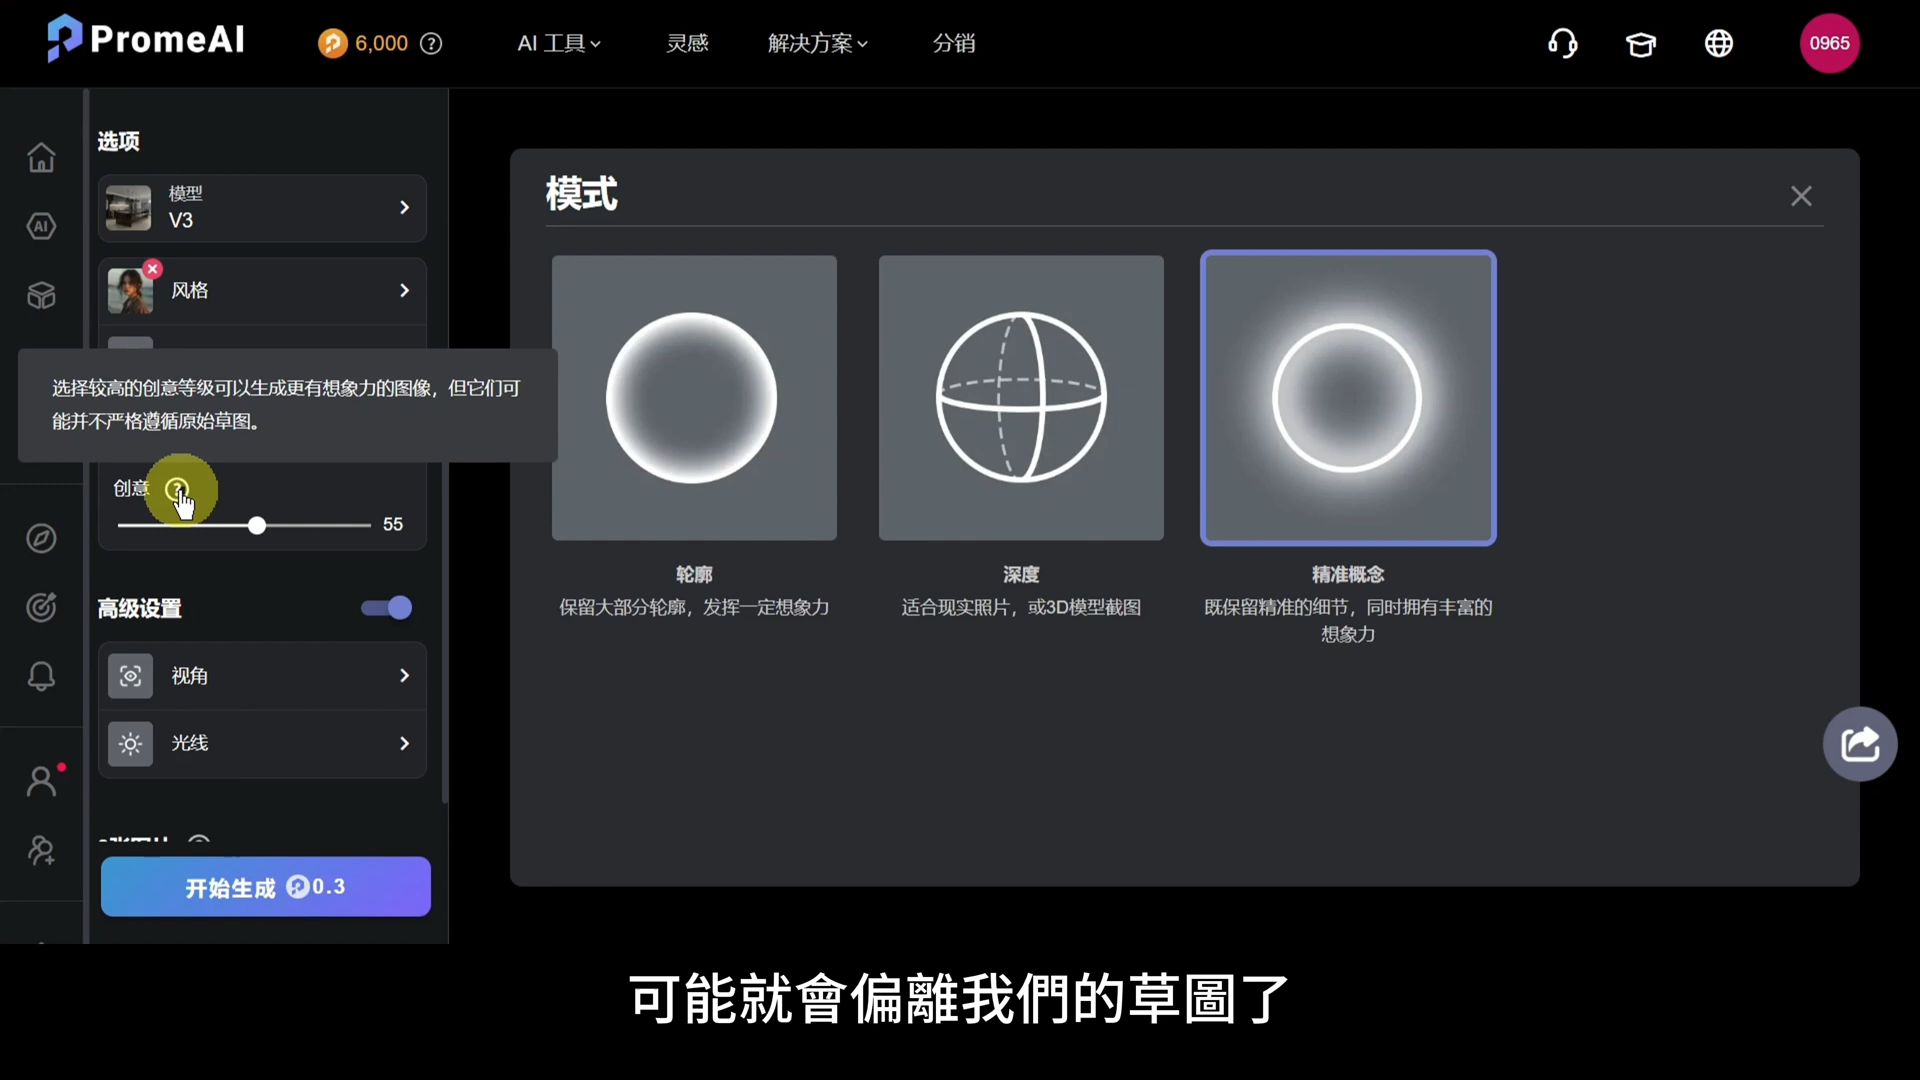 PromeAI
6,000
AI 工具
灵感
解决方案
分销
0965
选项
模型
V3
风格
选择较高的创意等级可以生成更有想象力的图像，但它们可
能并不严格遵循原始草图。
创意
55
高级设置
视角
光线
开始生成 0.3
模式
轮廓
保留大部分轮廓，发挥一定想象力
深度
适合现实照片，或3D模型截图
精准概念
既保留精准的细节，同时拥有丰富的
想象力
可能就會偏離我們的草圖了